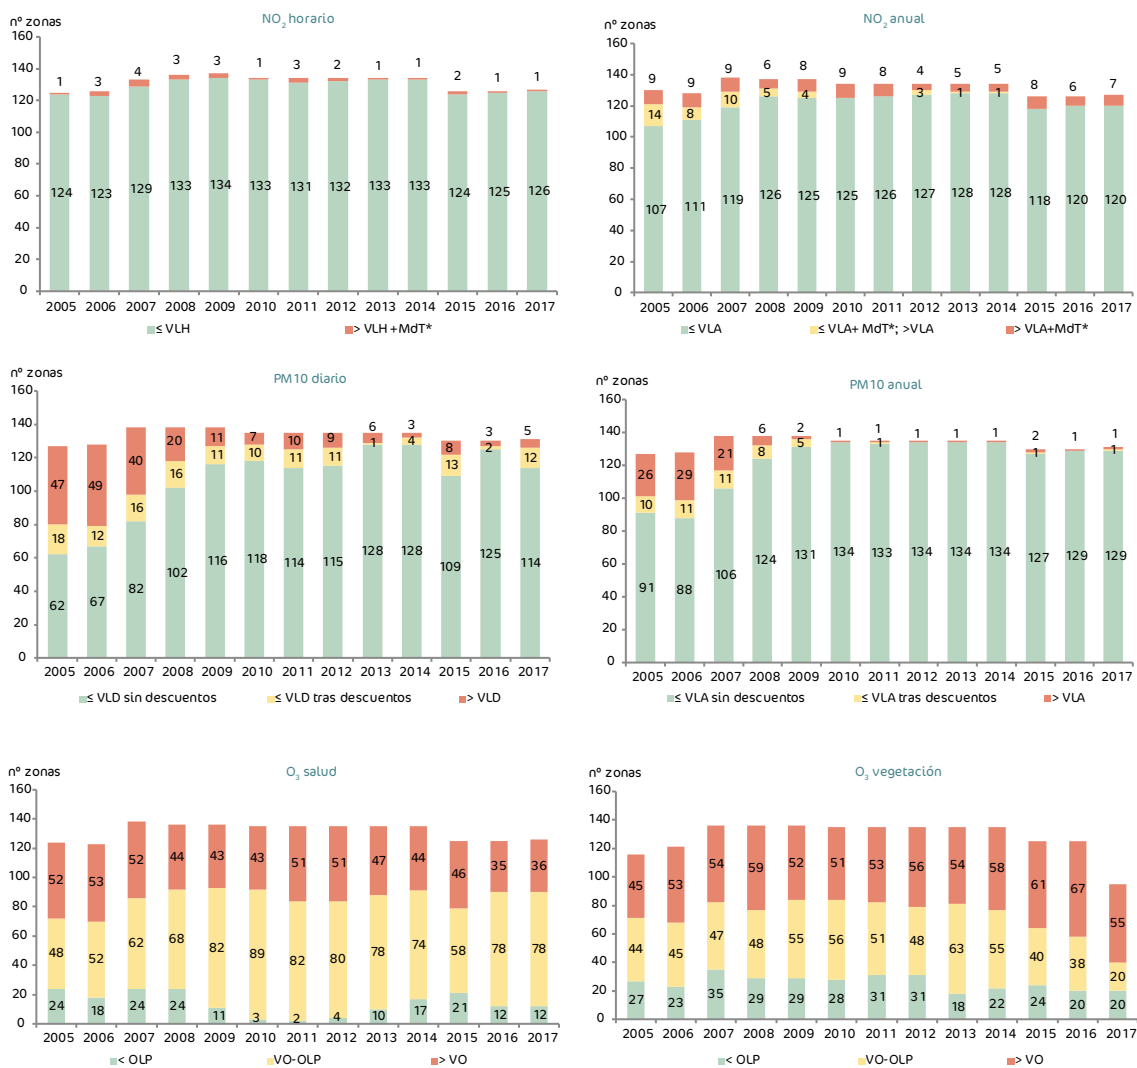 nº zonas
NO2 horario
160
140
120
100
80
60
40
20
0
1 3 4 3 3 1 3 2 1 1 2 1 1
124 123 129 133 134 133 131 132 133 133 124 125 126
2005 2006 2007 2008 2009 2010 2011 2012 2013 2014 2015 2016 2017
≤ VLH > VLH +MdT*
nº zonas
NO2 anual
160
140
120
100
80
60
40
20
0
9 9 9 6 8 9 8 4 5 5 8 6 7
14 8 10 5 4 3 1 1
107 111 119 126 125 125 126 127 128 128 118 120 120
2005 2006 2007 2008 2009 2010 2011 2012 2013 2014 2015 2016 2017
≤ VLA ≤ VLA+ MdT*; >VLA > VLA+MdT*
nº zonas
PM10 diario
160
140
120
100
80
60
40
20
0
47 49 40 20 11 7 10 9 6 3 8 3 5
18 12 16 16 11 10 11 11 1 4 13 2 12
62 67 82 102 116 118 114 115 128 128 109 125 114
2005 2006 2007 2008 2009 2010 2011 2012 2013 2014 2015 2016 2017
≤ VLD sin descuentos ≤ VLD tras descuentos > VLD
nº zonas
PM10 anual
160
140
120
100
80
60
40
20
0
26 29 21 6 2 1 1 1 1 1 2 1 1
10 11 11 8 5 1 1 1
91 88 106 124 131 134 133 134 134 134 127 129 129
2005 2006 2007 2008 2009 2010 2011 2012 2013 2014 2015 2016 2017
≤ VLA sin descuentos ≤ VLA tras descuentos > VLA
nº zonas
O3 salud
160
140
120
100
80
60
40
20
0
52 53 52 44 43 43 51 51 47 44 46 35 36
48 52 62 68 82 89 82 80 78 74 58 78 78
24 18 24 24 11 3 2 4 10 17 21 12 12
2005 2006 2007 2008 2009 2010 2011 2012 2013 2014 2015 2016 2017
< OLP VO-OLP > VO
nº zonas
O3 vegetación
160
140
120
100
80
60
40
20
0
45 53 54 59 52 51 53 56 54 58 61 67 55
44 45 47 48 55 56 51 48 63 55 40 38 20
27 23 35 29 29 28 31 31 18 22 24 20 20
2005 2006 2007 2008 2009 2010 2011 2012 2013 2014 2015 2016 2017
< OLP VO-OLP > VO